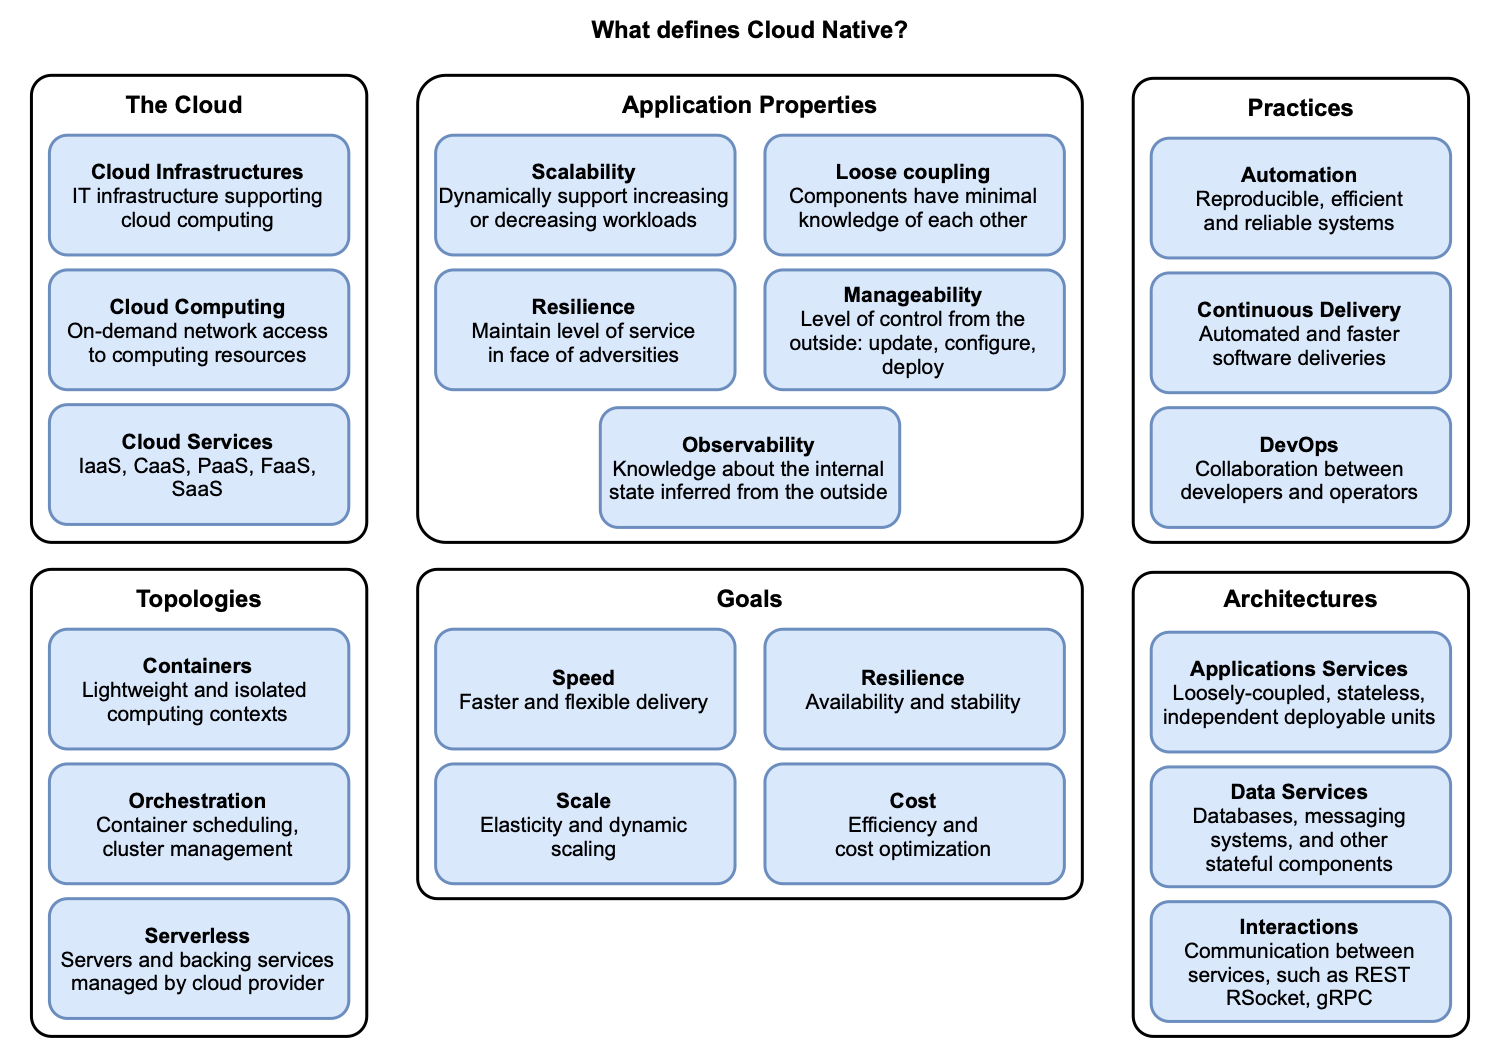 What defines Cloud Native?
The Cloud
Cloud Infrastructures
IT infrastructure supporting
cloud computing
Cloud Computing
On-demand network access
to computing resources
Cloud Services
IaaS, CaaS, PaaS, FaaS,
SaaS
Application Properties
Scalability
Dynamically support increasing
or decreasing workloads
Loose coupling
Components have minimal
knowledge of each other
Resilience
Maintain level of service
in face of adversities
Manageability
Level of control from the
outside: update, configure,
deploy
Observability
Knowledge about the internal
state inferred from the outside
Practices
Automation
Reproducible, efficient
and reliable systems
Continuous Delivery
Automated and faster
software deliveries
DevOps
Collaboration between
developers and operators
Topologies
Containers
Lightweight and isolated
computing contexts
Orchestration
Container scheduling,
cluster management
Serverless
Servers and backing services
managed by cloud provider
Goals
Speed
Faster and flexible delivery
Resilience
Availability and stability
Scale
Elasticity and dynamic
scaling
Cost
Efficiency and
cost optimization
Architectures
Applications Services
Loosely-coupled, stateless,
independent deployable units
Data Services
Databases, messaging
systems, and other
stateful components
Interactions
Communication between
services, such as REST
RSocket, gRPC